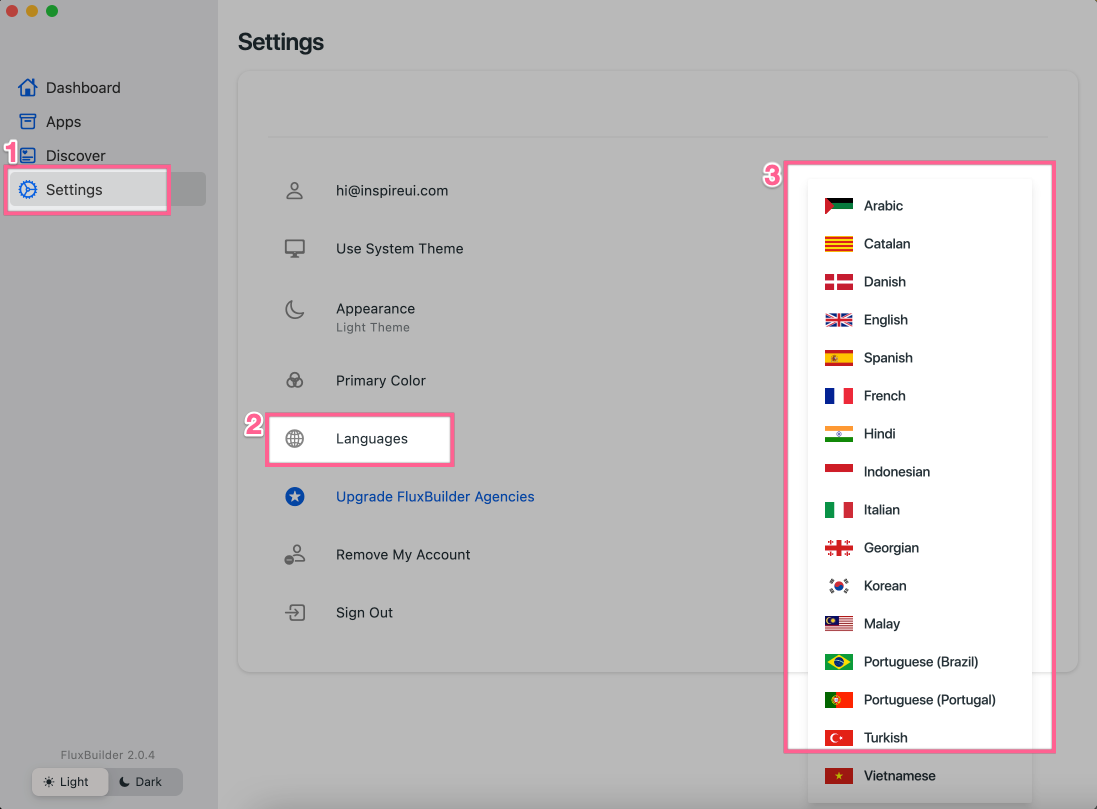 Settings
Dashboard
Apps
1
Discover
Settings
hi@inspireui.com
Use System Theme
Appearance
Light Theme
Primary Color
2
Languages
Upgrade FluxBuilder Agencies
Remove My Account
Sign Out
3
Arabic
Catalan
Danish
English
Spanish
French
Hindi
Indonesian
Italian
Georgian
Korean
Malay
Portuguese (Brazil)
Portuguese (Portugal)
Turkish
Vietnamese
FluxBuilder 2.0.4
Light
Dark